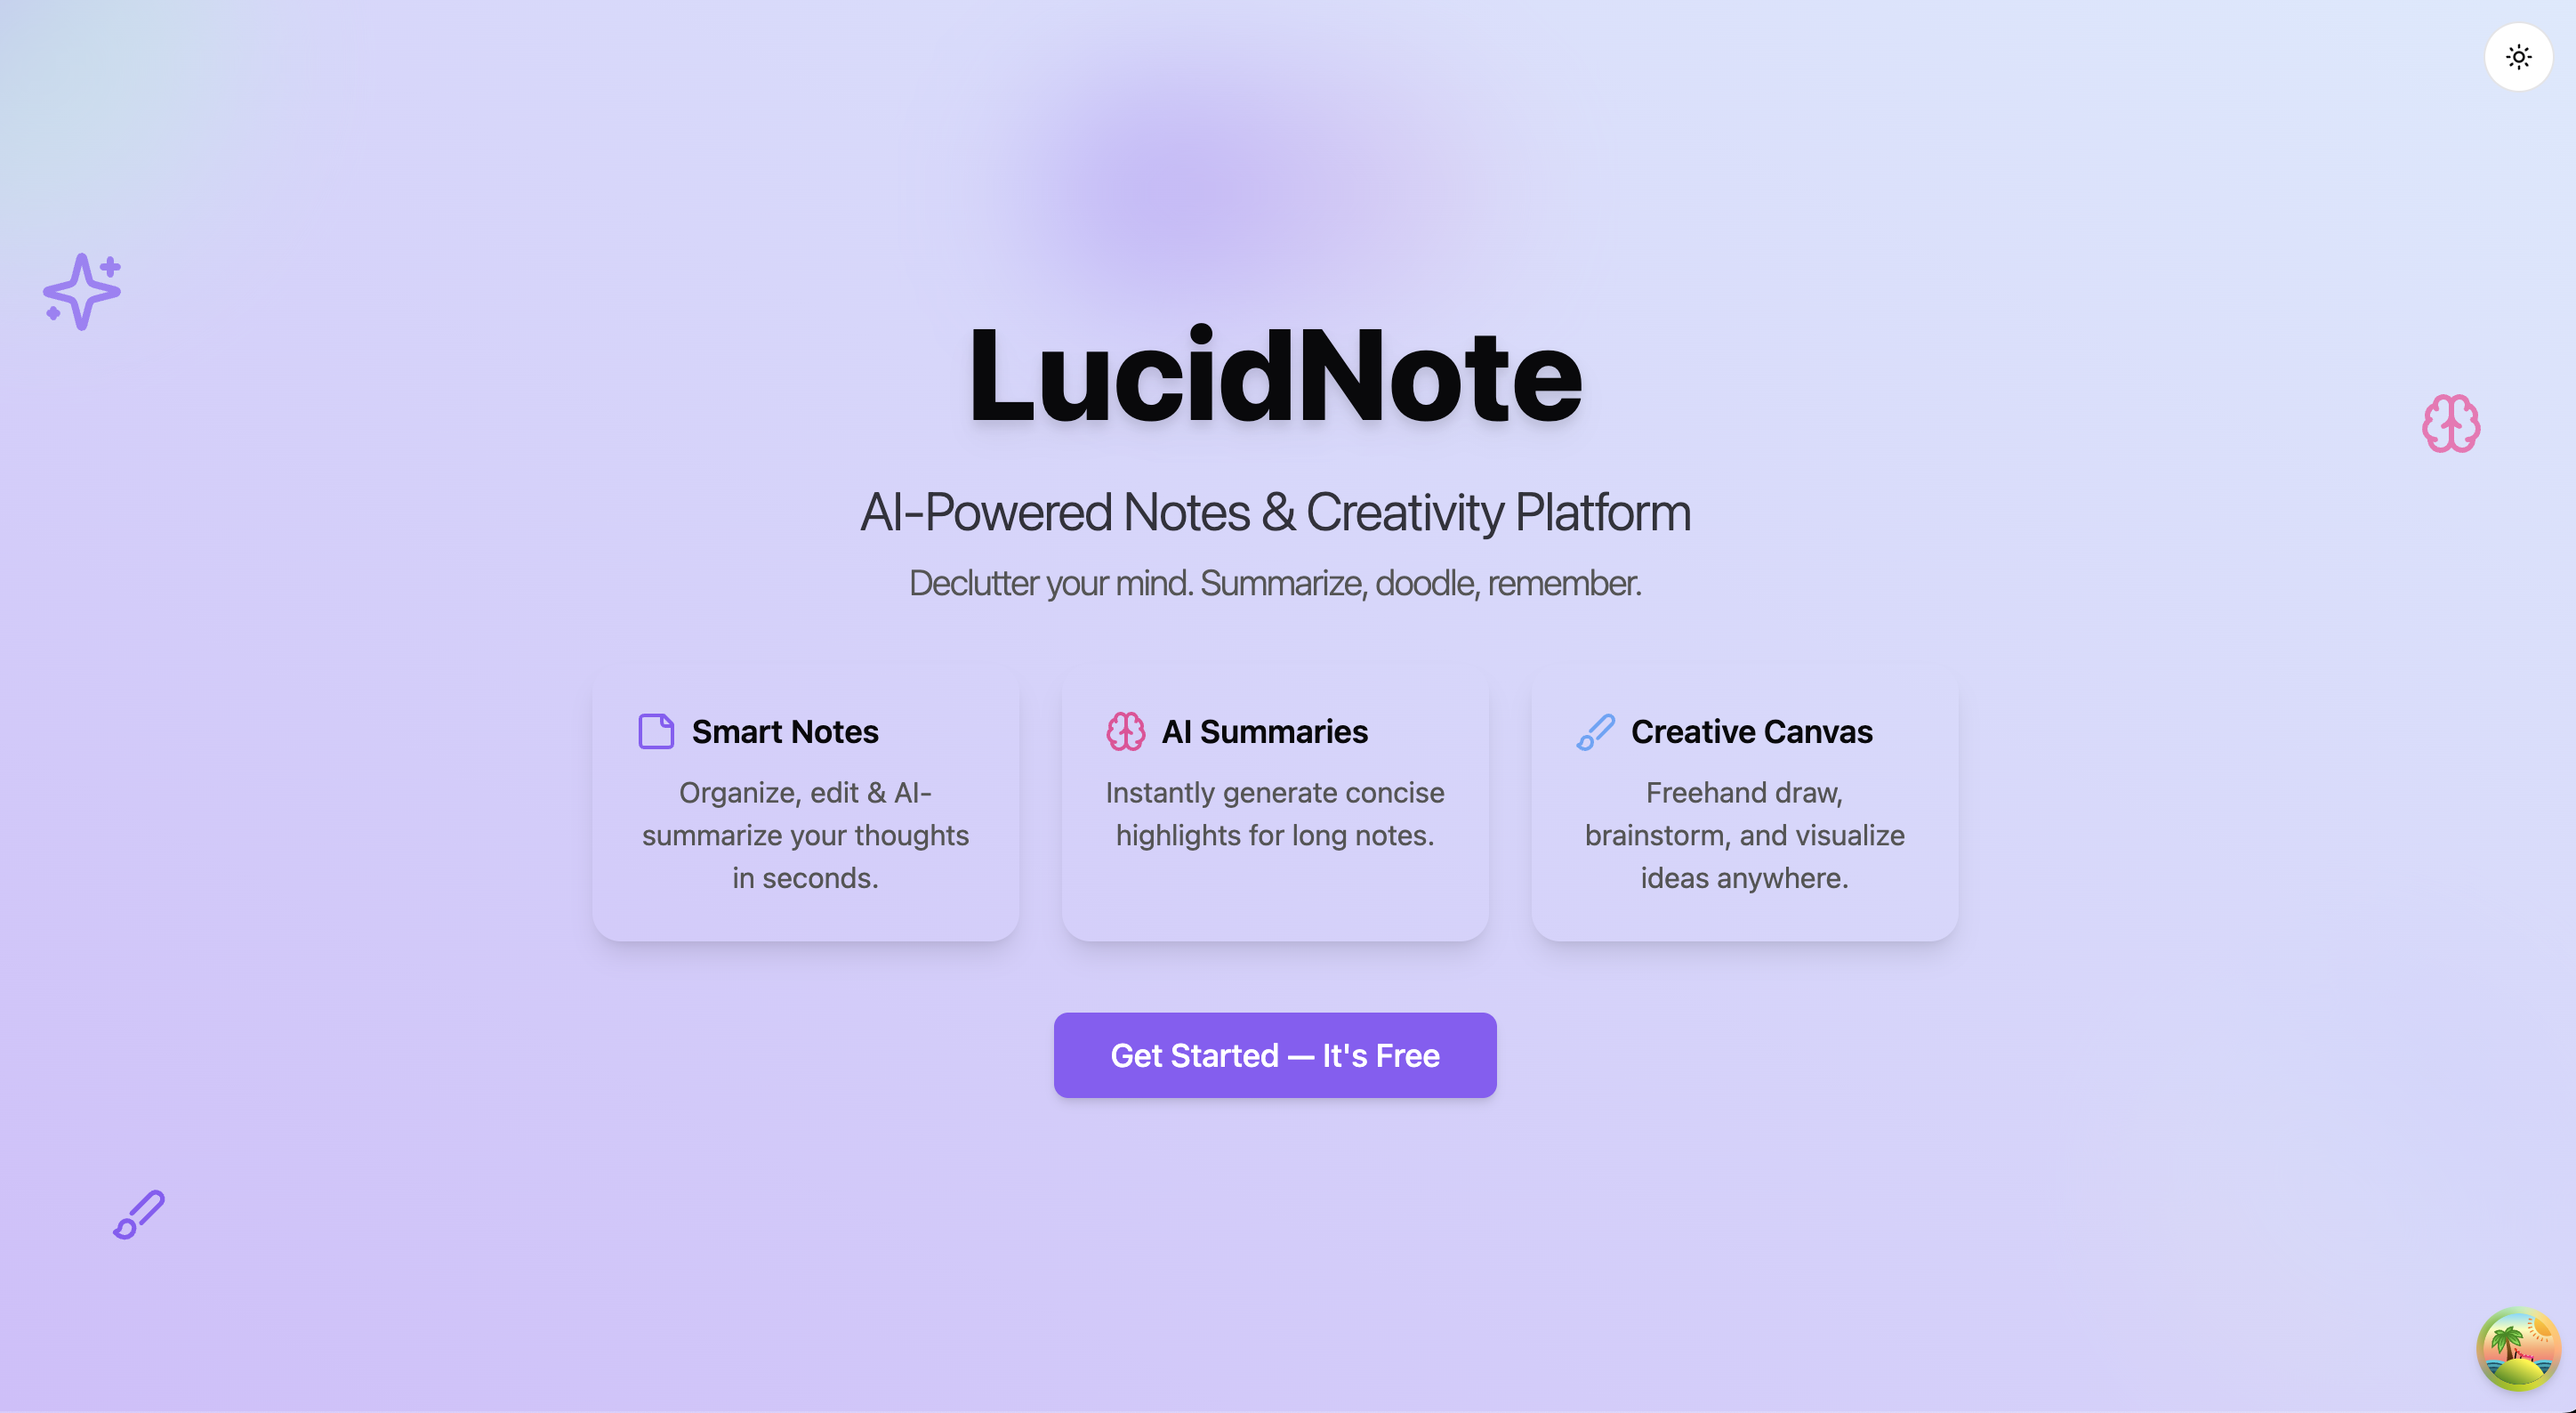 LucidNote
AI-Powered Notes & Creativity Platform
Declutter your mind. Summarize, doodle, remember.
Smart Notes
Organize, edit & AI-
summarize your thoughts
in seconds.
AI Summaries
Instantly generate concise
highlights for long notes.
Creative Canvas
Freehand draw,
brainstorm, and visualize
ideas anywhere.
Get Started — It's Free